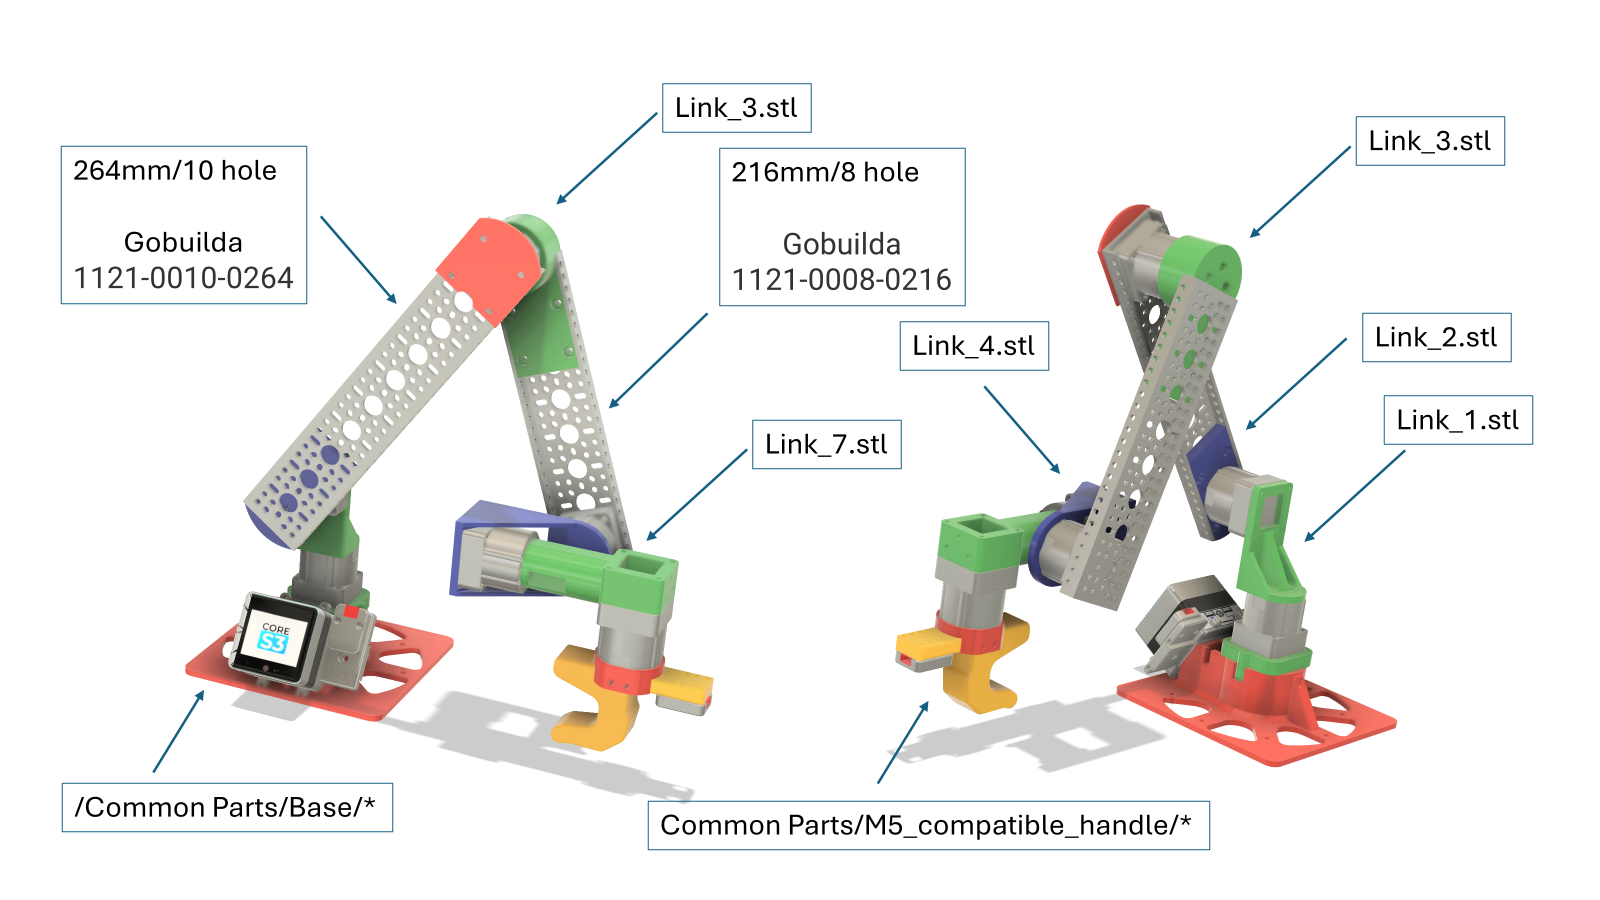 Link_3.stl
264mm/10 hole
Gobuilda
1121-0010-0264
216mm/8 hole
Gobuilda
1121-0008-0216
Link_7.stl
CORE
S3
/Common Parts/Base/*
Link_3.stl
Link_4.stl
Link_2.stl
Link_1.stl
Common Parts/M5_compatible_handle/*